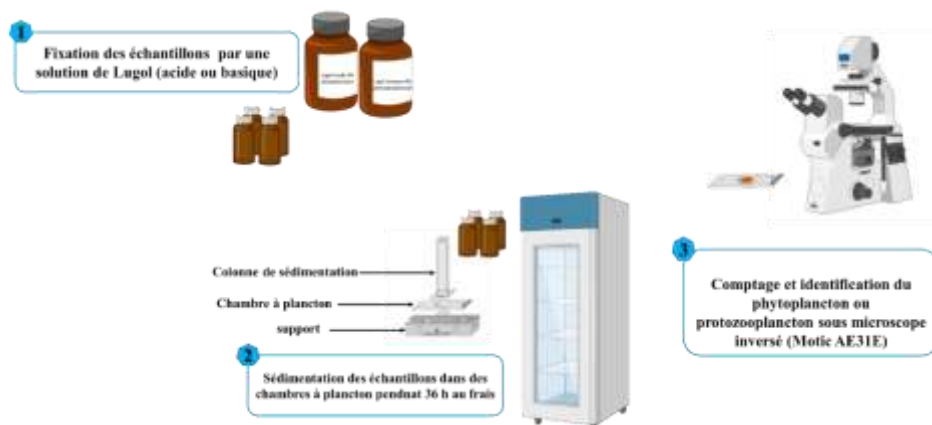 1
Fixation des échantillons par une
solution de Lugol (acide ou basique)
Colonne de sédimentation
Chambre à plancton
support
2
Sédimentation des échantillons dans des
chambres à plancton pendnat 36 h au frais
3
Comptage et identification du
phytoplancton ou
protozooplancton sous microscope
inversé (Motic AE31E)